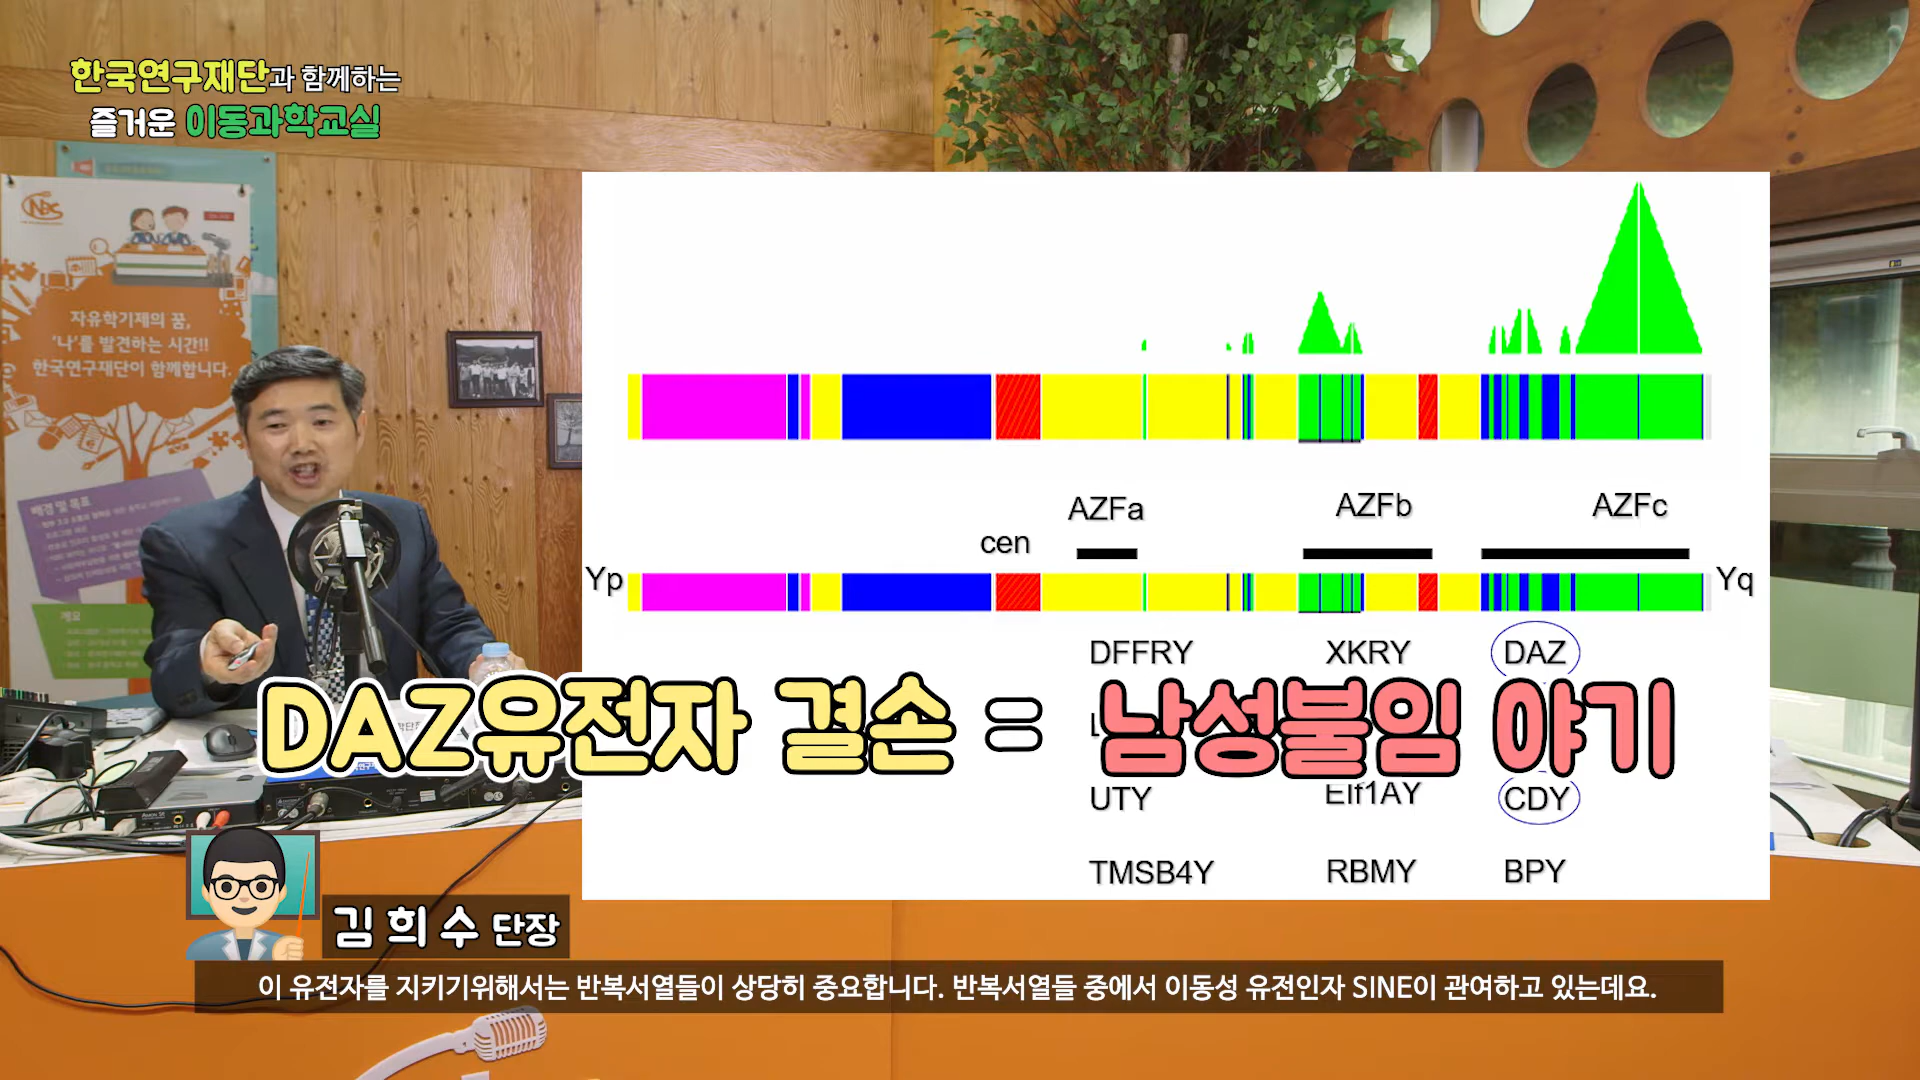 한국연구재단과 함께하는
즐거운 이동과학교실
자유학기제의 꿈,
'나'를 발견하는 시간!!
한국연구재단이 함께합니다.
배경 및 목표
개요
AZFa
AZFb
AZFc
cen
Yp
Yq
DFFRY
XKRY
DAZ
DAZ유전자 결손 = 남성불임 야기
UTY
Elf1AY
CDY
TMSB4Y
RBMY
BPY
김희수 단장
이 유전자를 지키기위해서는 반복서열들이 상당히 중요합니다. 반복서열들 중에서 이동성 유전인자 SINE이 관여하고 있는데요.